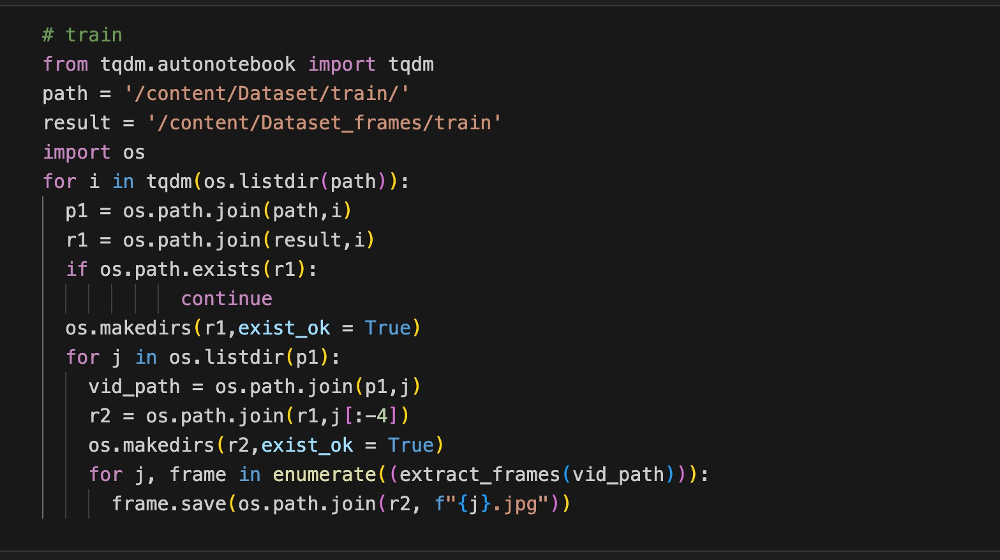 # train
from tqdm.autonotebook import tqdm
path = '/content/Dataset/train/'
result = '/content/Dataset_frames/train'
import os
for i in tqdm(os.listdir(path)):
  p1 = os.path.join(path,i)
  r1 = os.path.join(result,i)
  if os.path.exists(r1):
            continue
  os.makedirs(r1,exist_ok = True)
  for j in os.listdir(p1):
    vid_path = os.path.join(p1,j)
    r2 = os.path.join(r1,j[:-4])
    os.makedirs(r2,exist_ok = True)
    for j, frame in enumerate((extract_frames(vid_path))):
      frame.save(os.path.join(r2, f"{j}.jpg"))